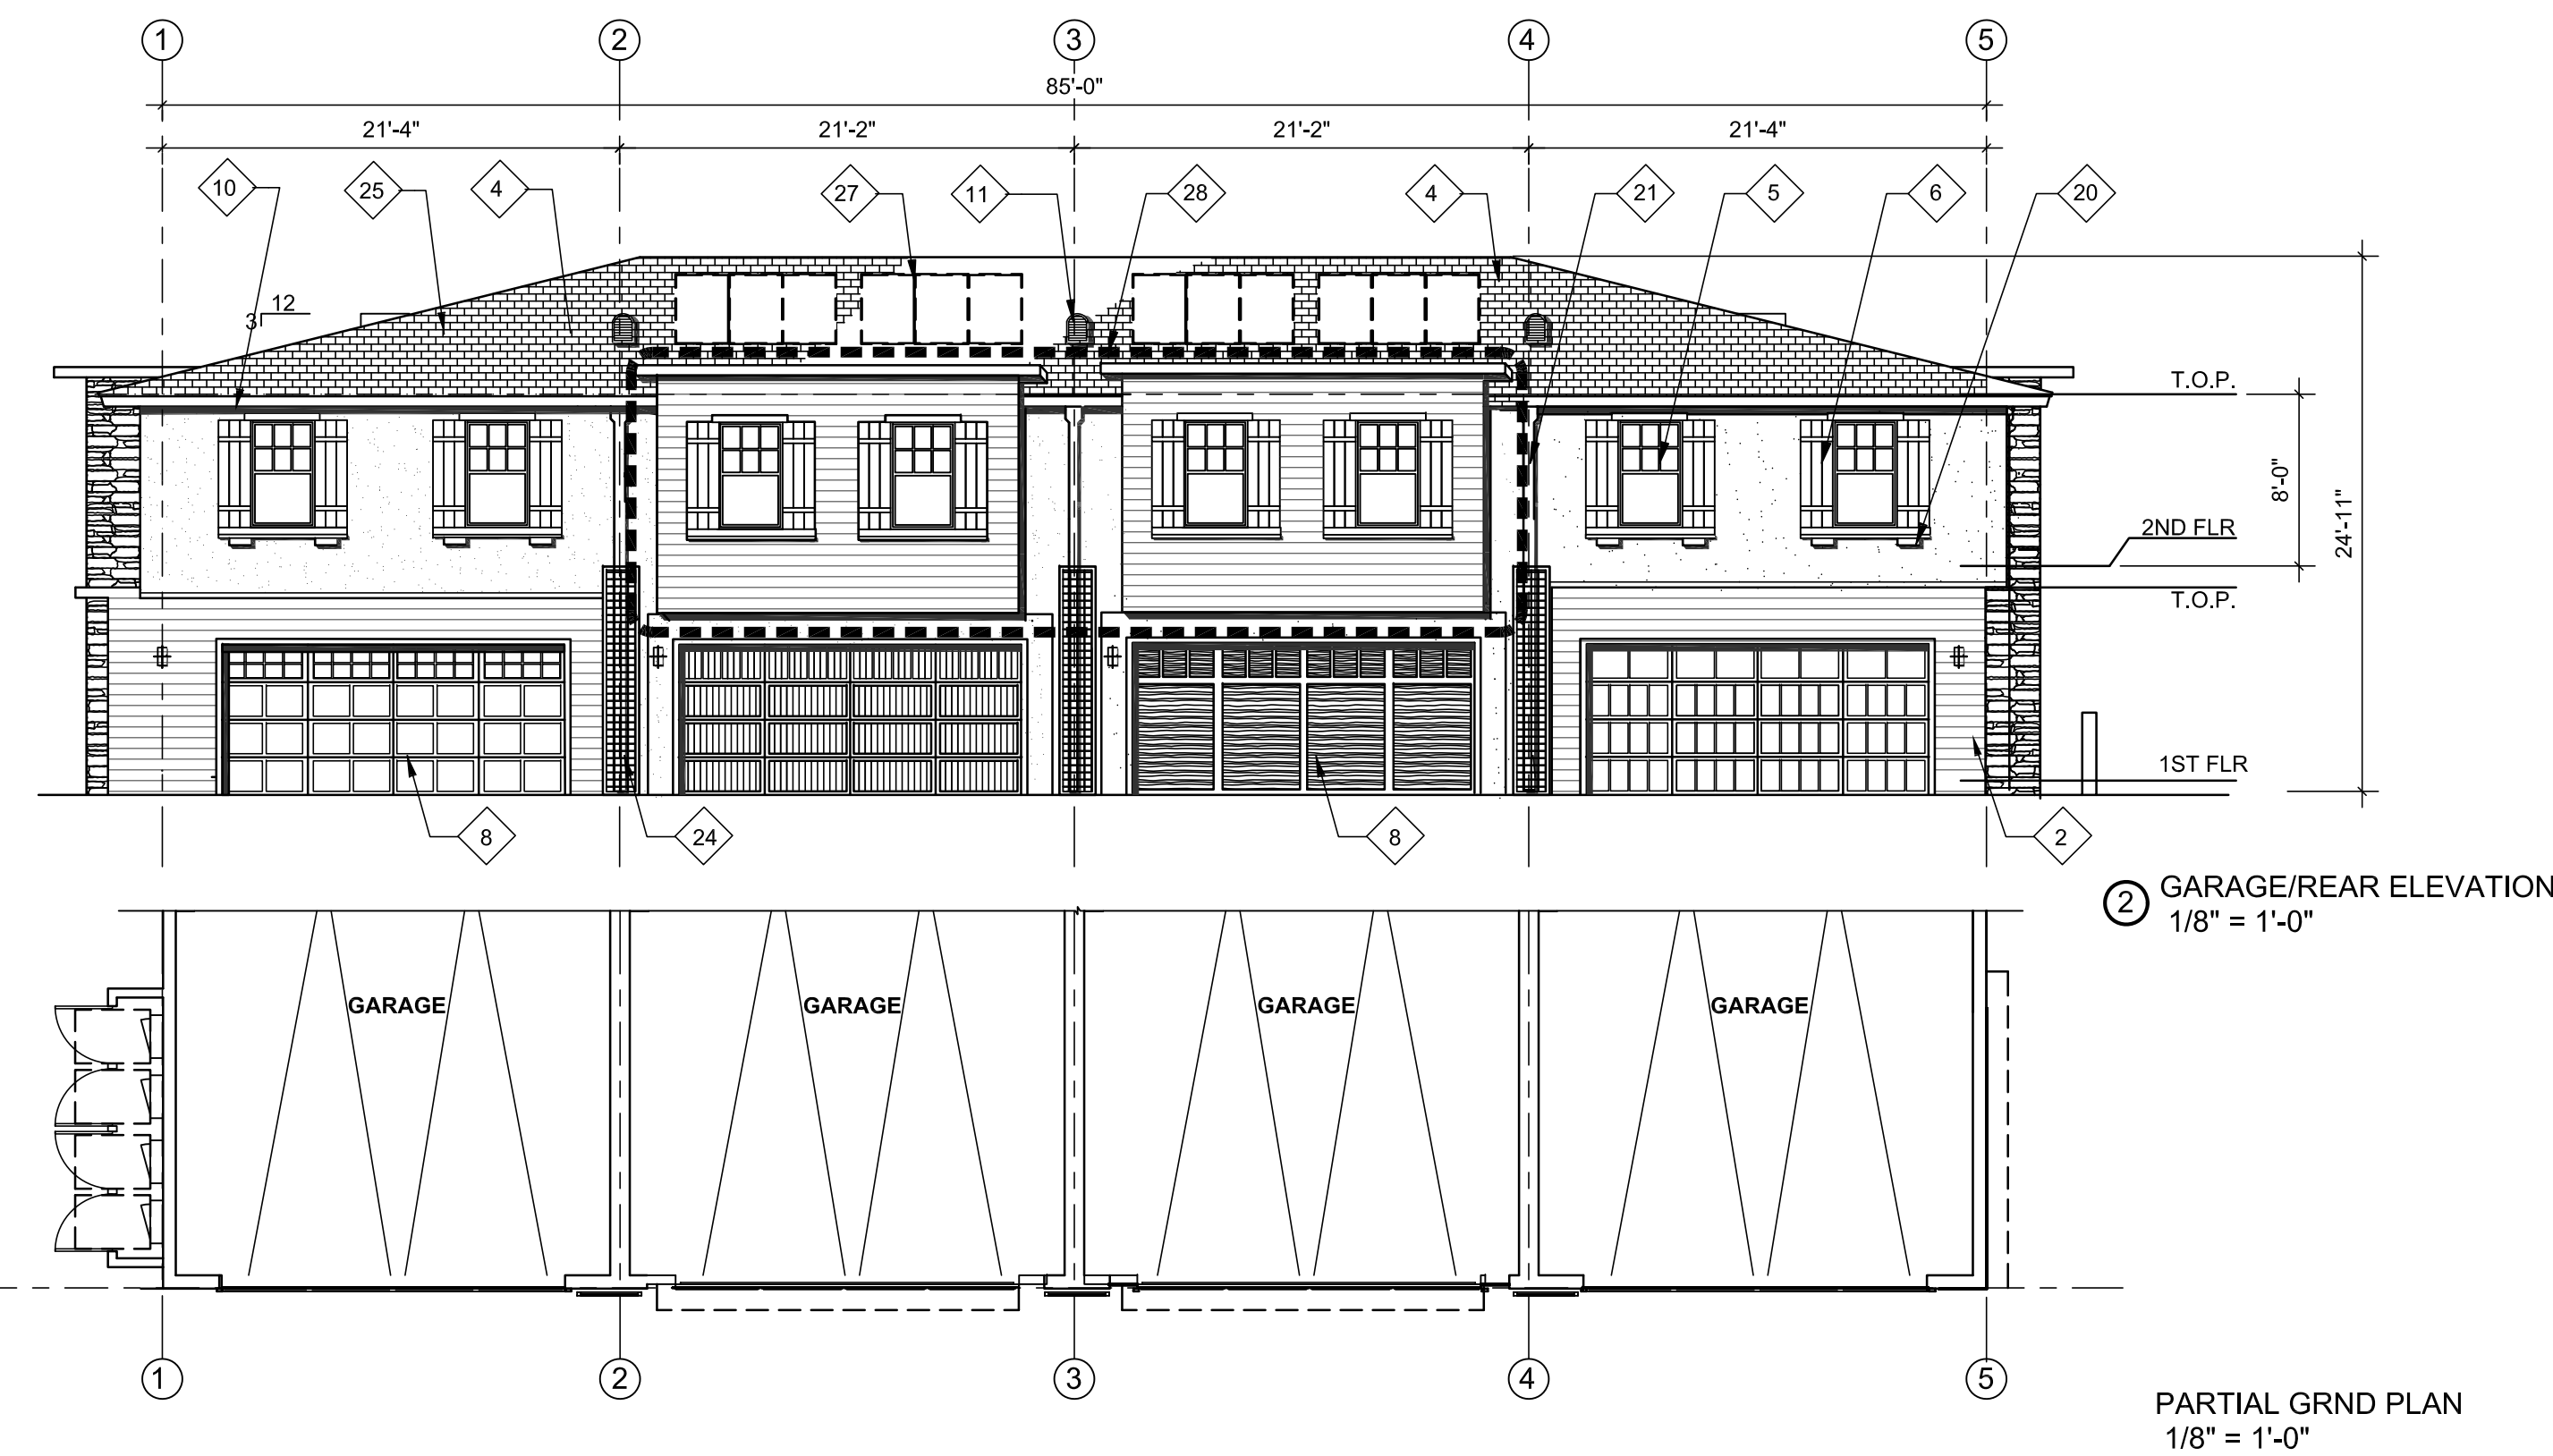 1 2 3 4 5
85'-0"
21'-4" 21'-2" 21'-2" 21'-4"
10 25 4 27 11 28 4 21 5 6 20
12
3
T.O.P.
8'-0"
24'-11"
2ND FLR
T.O.P.
1ST FLR
8 24 8 2
2 GARAGE/REAR ELEVATION
1/8" = 1'-0"
GARAGE GARAGE GARAGE GARAGE
1 2 3 4 5
PARTIAL GRND PLAN
1/8" = 1'-0"